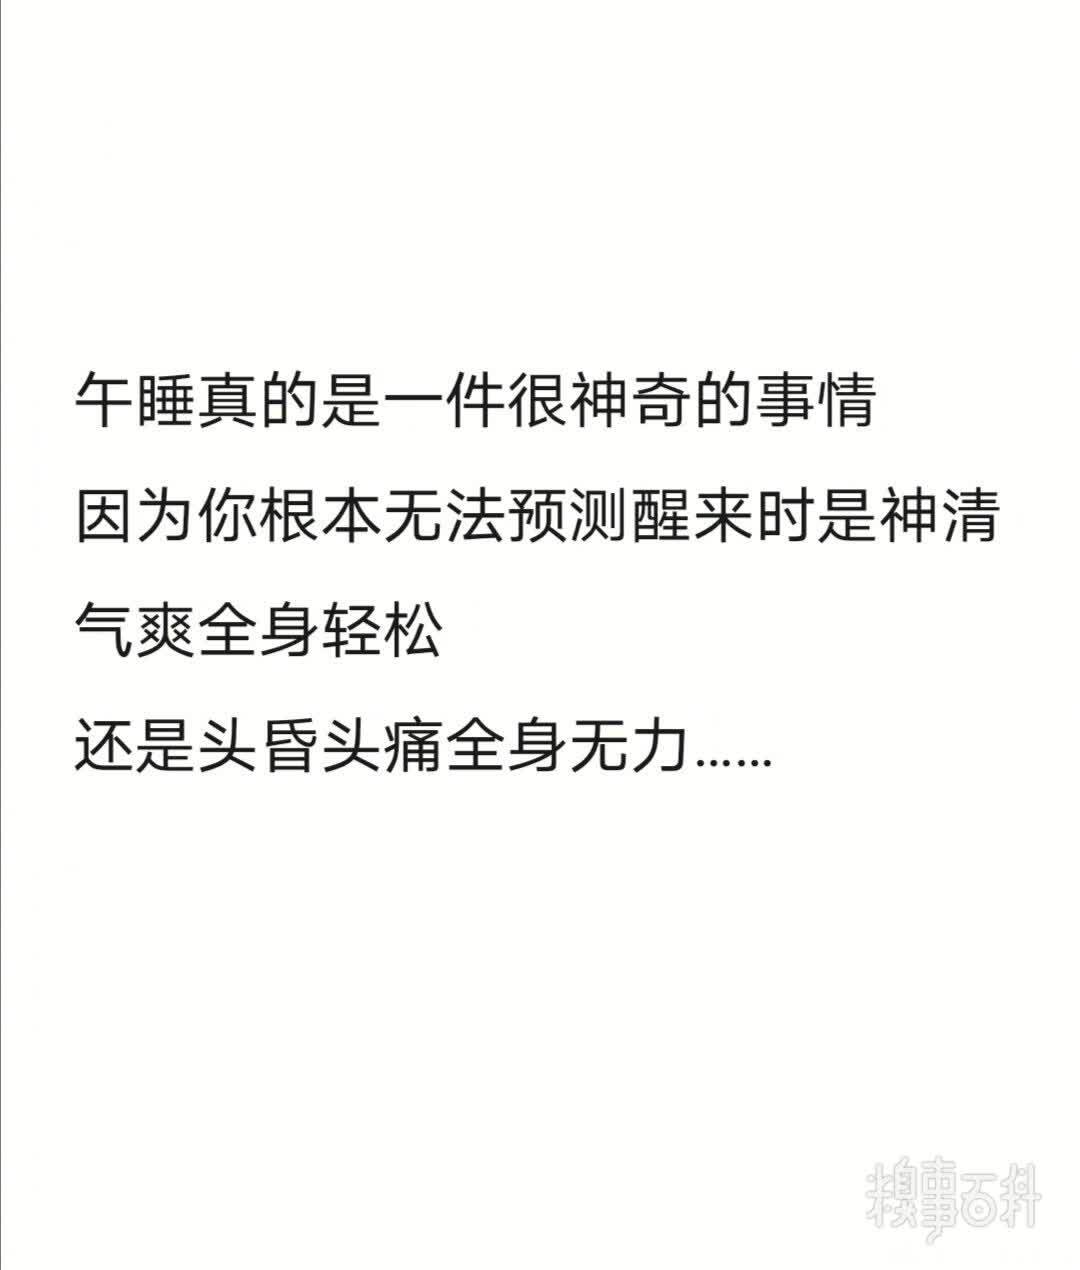 午睡真的是一件很神奇的事情
因为你根本无法预测醒来时是神清
气爽全身轻松
还是头昏头痛全身无力……
糗事百科